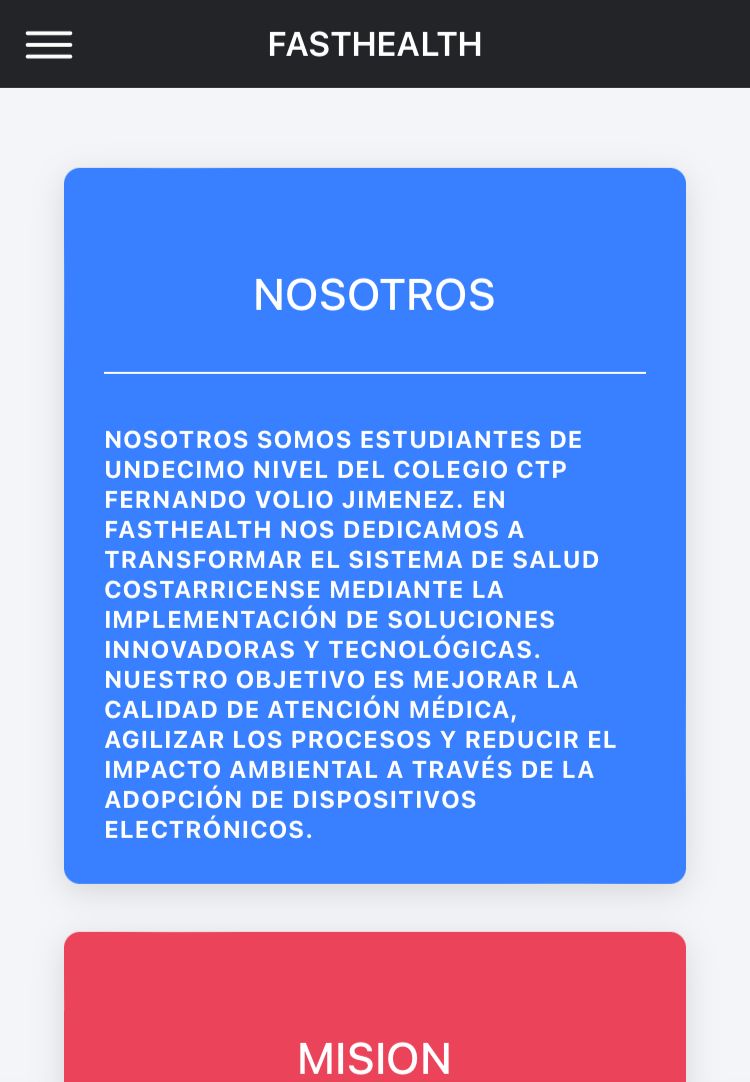 FASTHEALTH
NOSOTROS
NOSOTROS SOMOS ESTUDIANTES DE
UNDECIMO NIVEL DEL COLEGIO CTP
FERNANDO VOLIO JIMENEZ. EN
FASTHEALTH NOS DEDICAMOS A
TRANSFORMAR EL SISTEMA DE SALUD
COSTARRICENSE MEDIANTE LA
IMPLEMENTACIÓN DE SOLUCIONES
INNOVADORAS Y TECNOLÓGICAS.
NUESTRO OBJETIVO ES MEJORAR LA
CALIDAD DE ATENCIÓN MÉDICA,
AGILIZAR LOS PROCESOS Y REDUCIR EL
IMPACTO AMBIENTAL A TRAVÉS DE LA
ADOPCIÓN DE DISPOSITIVOS
ELECTRÓNICOS.
MISION